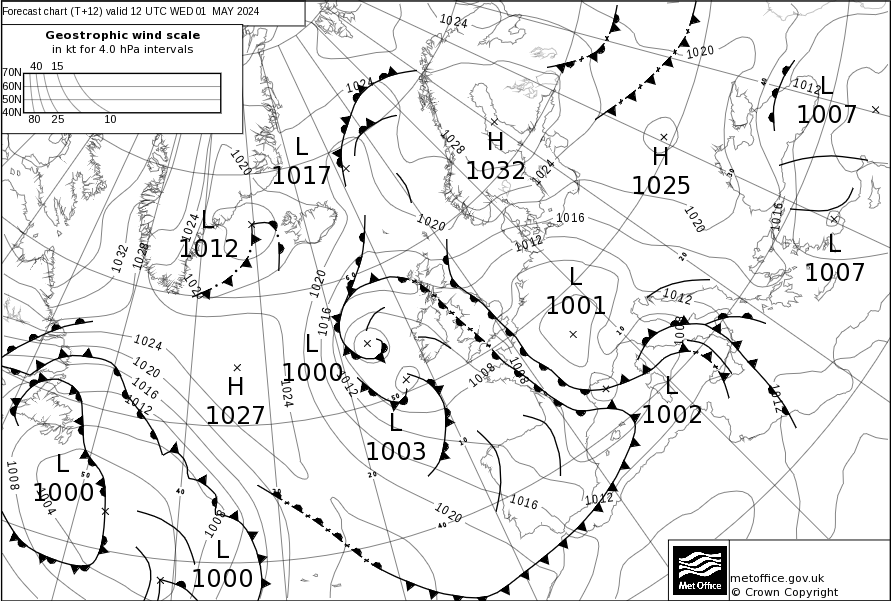 Forecast chart (T+12) valid 12 UTC WED 01 MAY 2024
Geostrophic wind scale
in kt for 4.0 hPa intervals
40 15
70N
60N
50N
40N
80 25 10
1024
1020
1024
L
1012
1007
L
1017
1028
H
1032
1020
1024
H
1025
1016
1020
1020
1016
1012
L
1012
1024
1032
1028
L
1007
1020
L
1001
1012
1016
1008
1024
L
1000
1020
1016
1012
H
1027
1024
1012
1008
1008
L
1002
1012
L
1003
1008
L
1000
1004
1016
1012
1020
1008
L
1000
Met Office
metoffice.gov.uk
© Crown Copyright